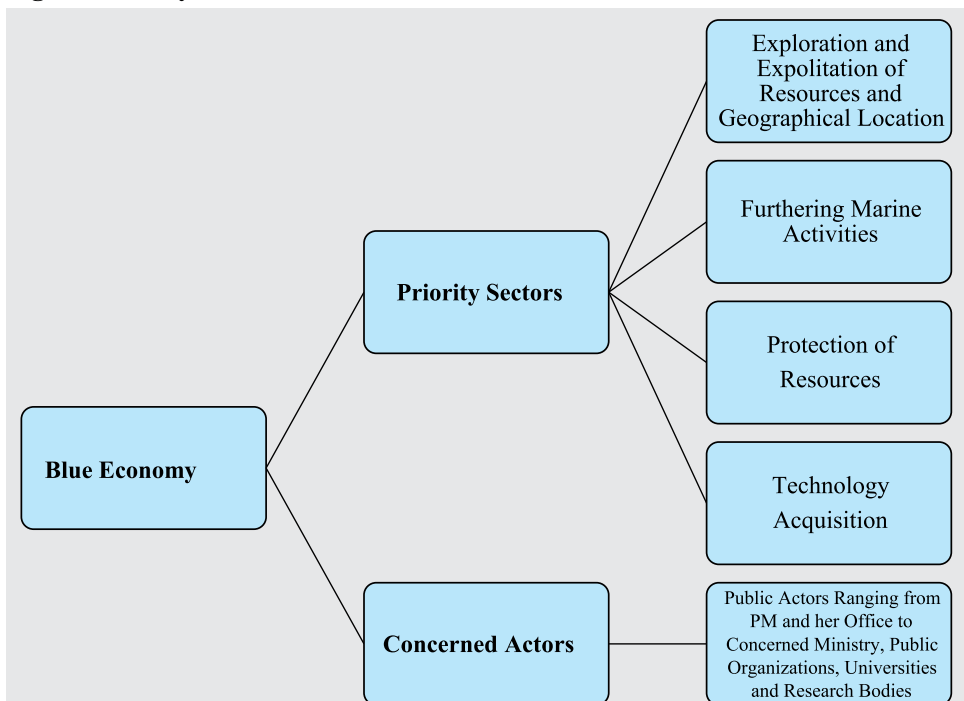 Exploration and
Expolitation of
Resources and
Geographical Location
Furthering Marine
Activities
Priority Sectors
Protection of
Resources
Blue Economy
Technology
Acquisition
Concerned Actors
Public Actors Ranging from
PM and her Office to
Concerned Ministry, Public
Organizations, Universities
and Research Bodies